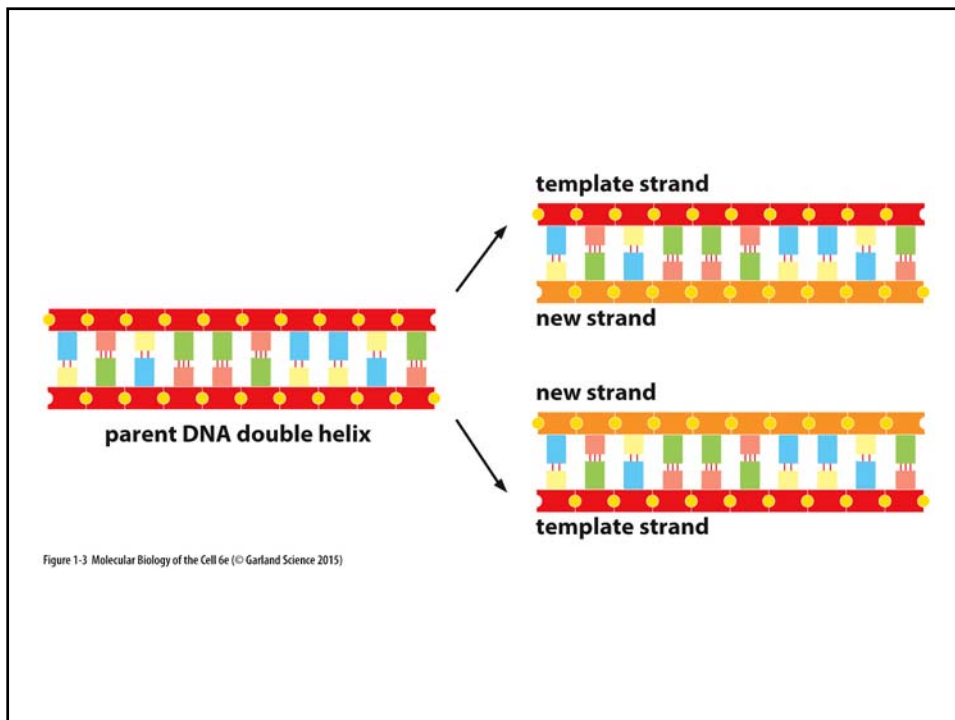 template strand
new strand
parent DNA double helix
new strand
template strand
Figure 1-3 Molecular Biology of the Cell 6e (© Garland Science 2015)